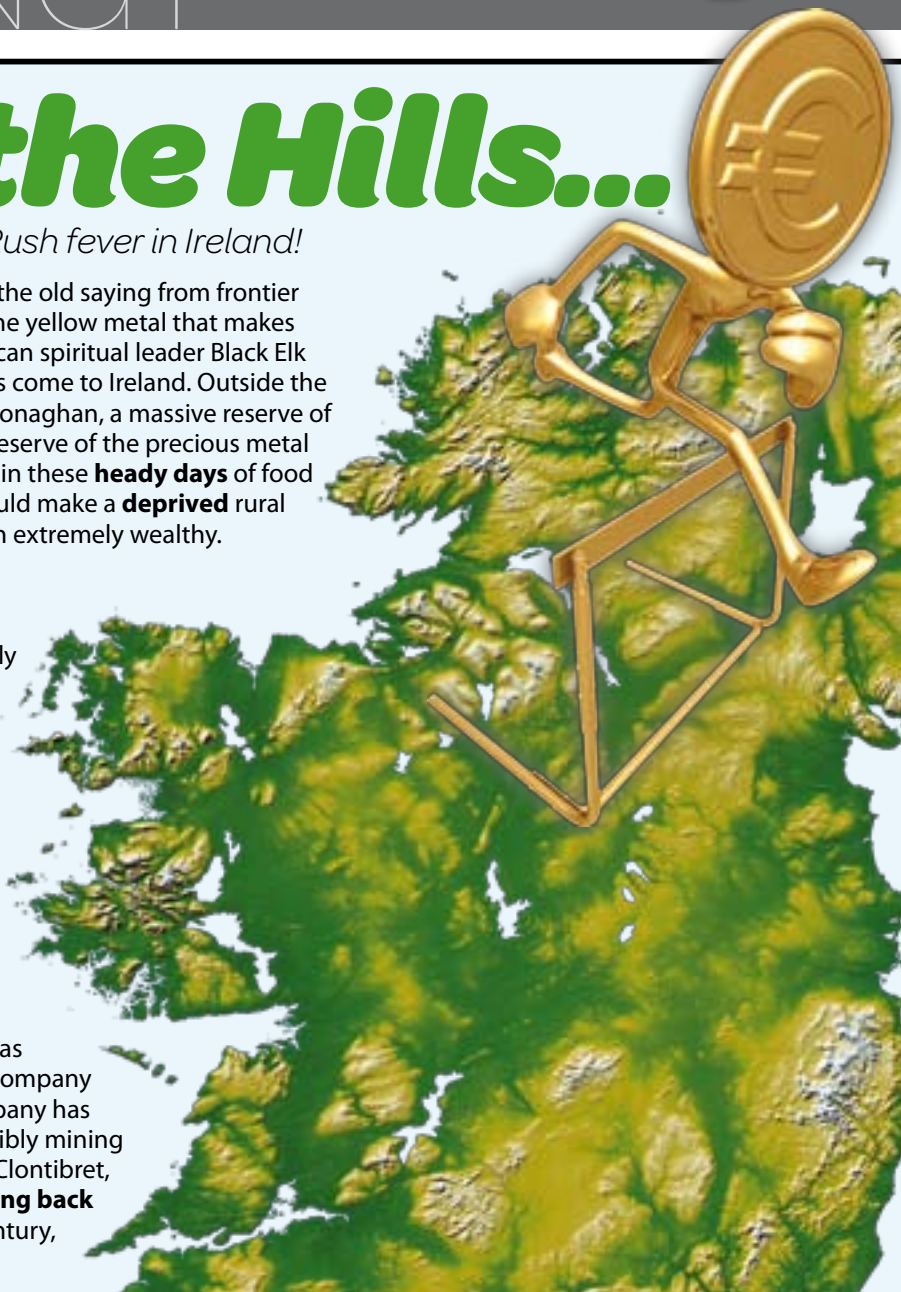 the Hills...
Rush fever in Ireland!
the old saying from frontier
yellow metal that makes
can spiritual leader Black Elk
come to Ireland. Outside the
onaghan, a massive reserve of
eserve of the precious metal
in these heady days of food
uld make a deprived rural
extremely wealthy.
ly
as
ompany
pany has
ibly mining
Clontibret,
ng back
ntury,
€